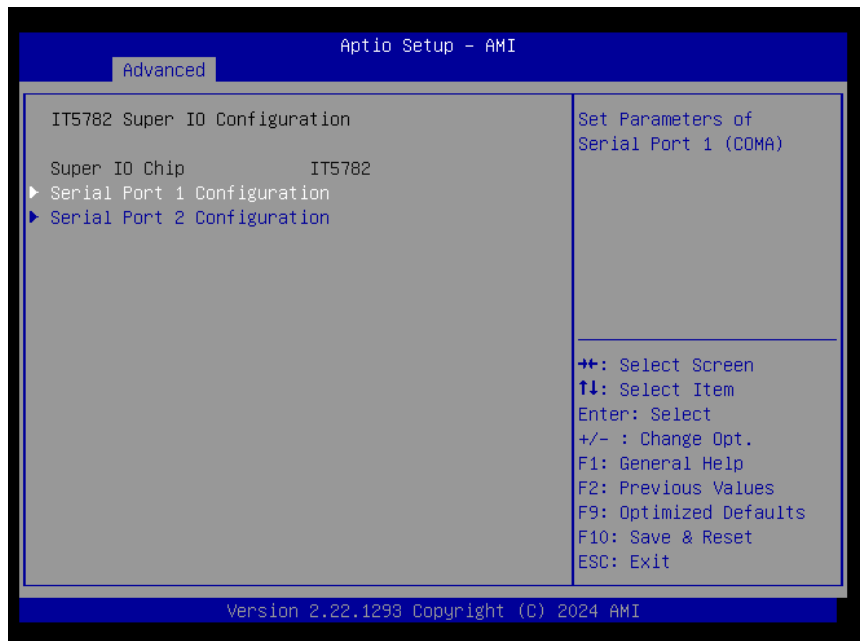 Aptio Setup – AMI
Advanced
IT5782 Super IO Configuration
Super IO Chip IT5782
▶ Serial Port 1 Configuration
▶ Serial Port 2 Configuration
Set Parameters of
Serial Port 1 (COMA)
→←: Select Screen
↑↓: Select Item
Enter: Select
+/- : Change Opt.
F1: General Help
F2: Previous Values
F9: Optimized Defaults
F10: Save & Reset
ESC: Exit
Version 2.22.1293 Copyright (C) 2024 AMI